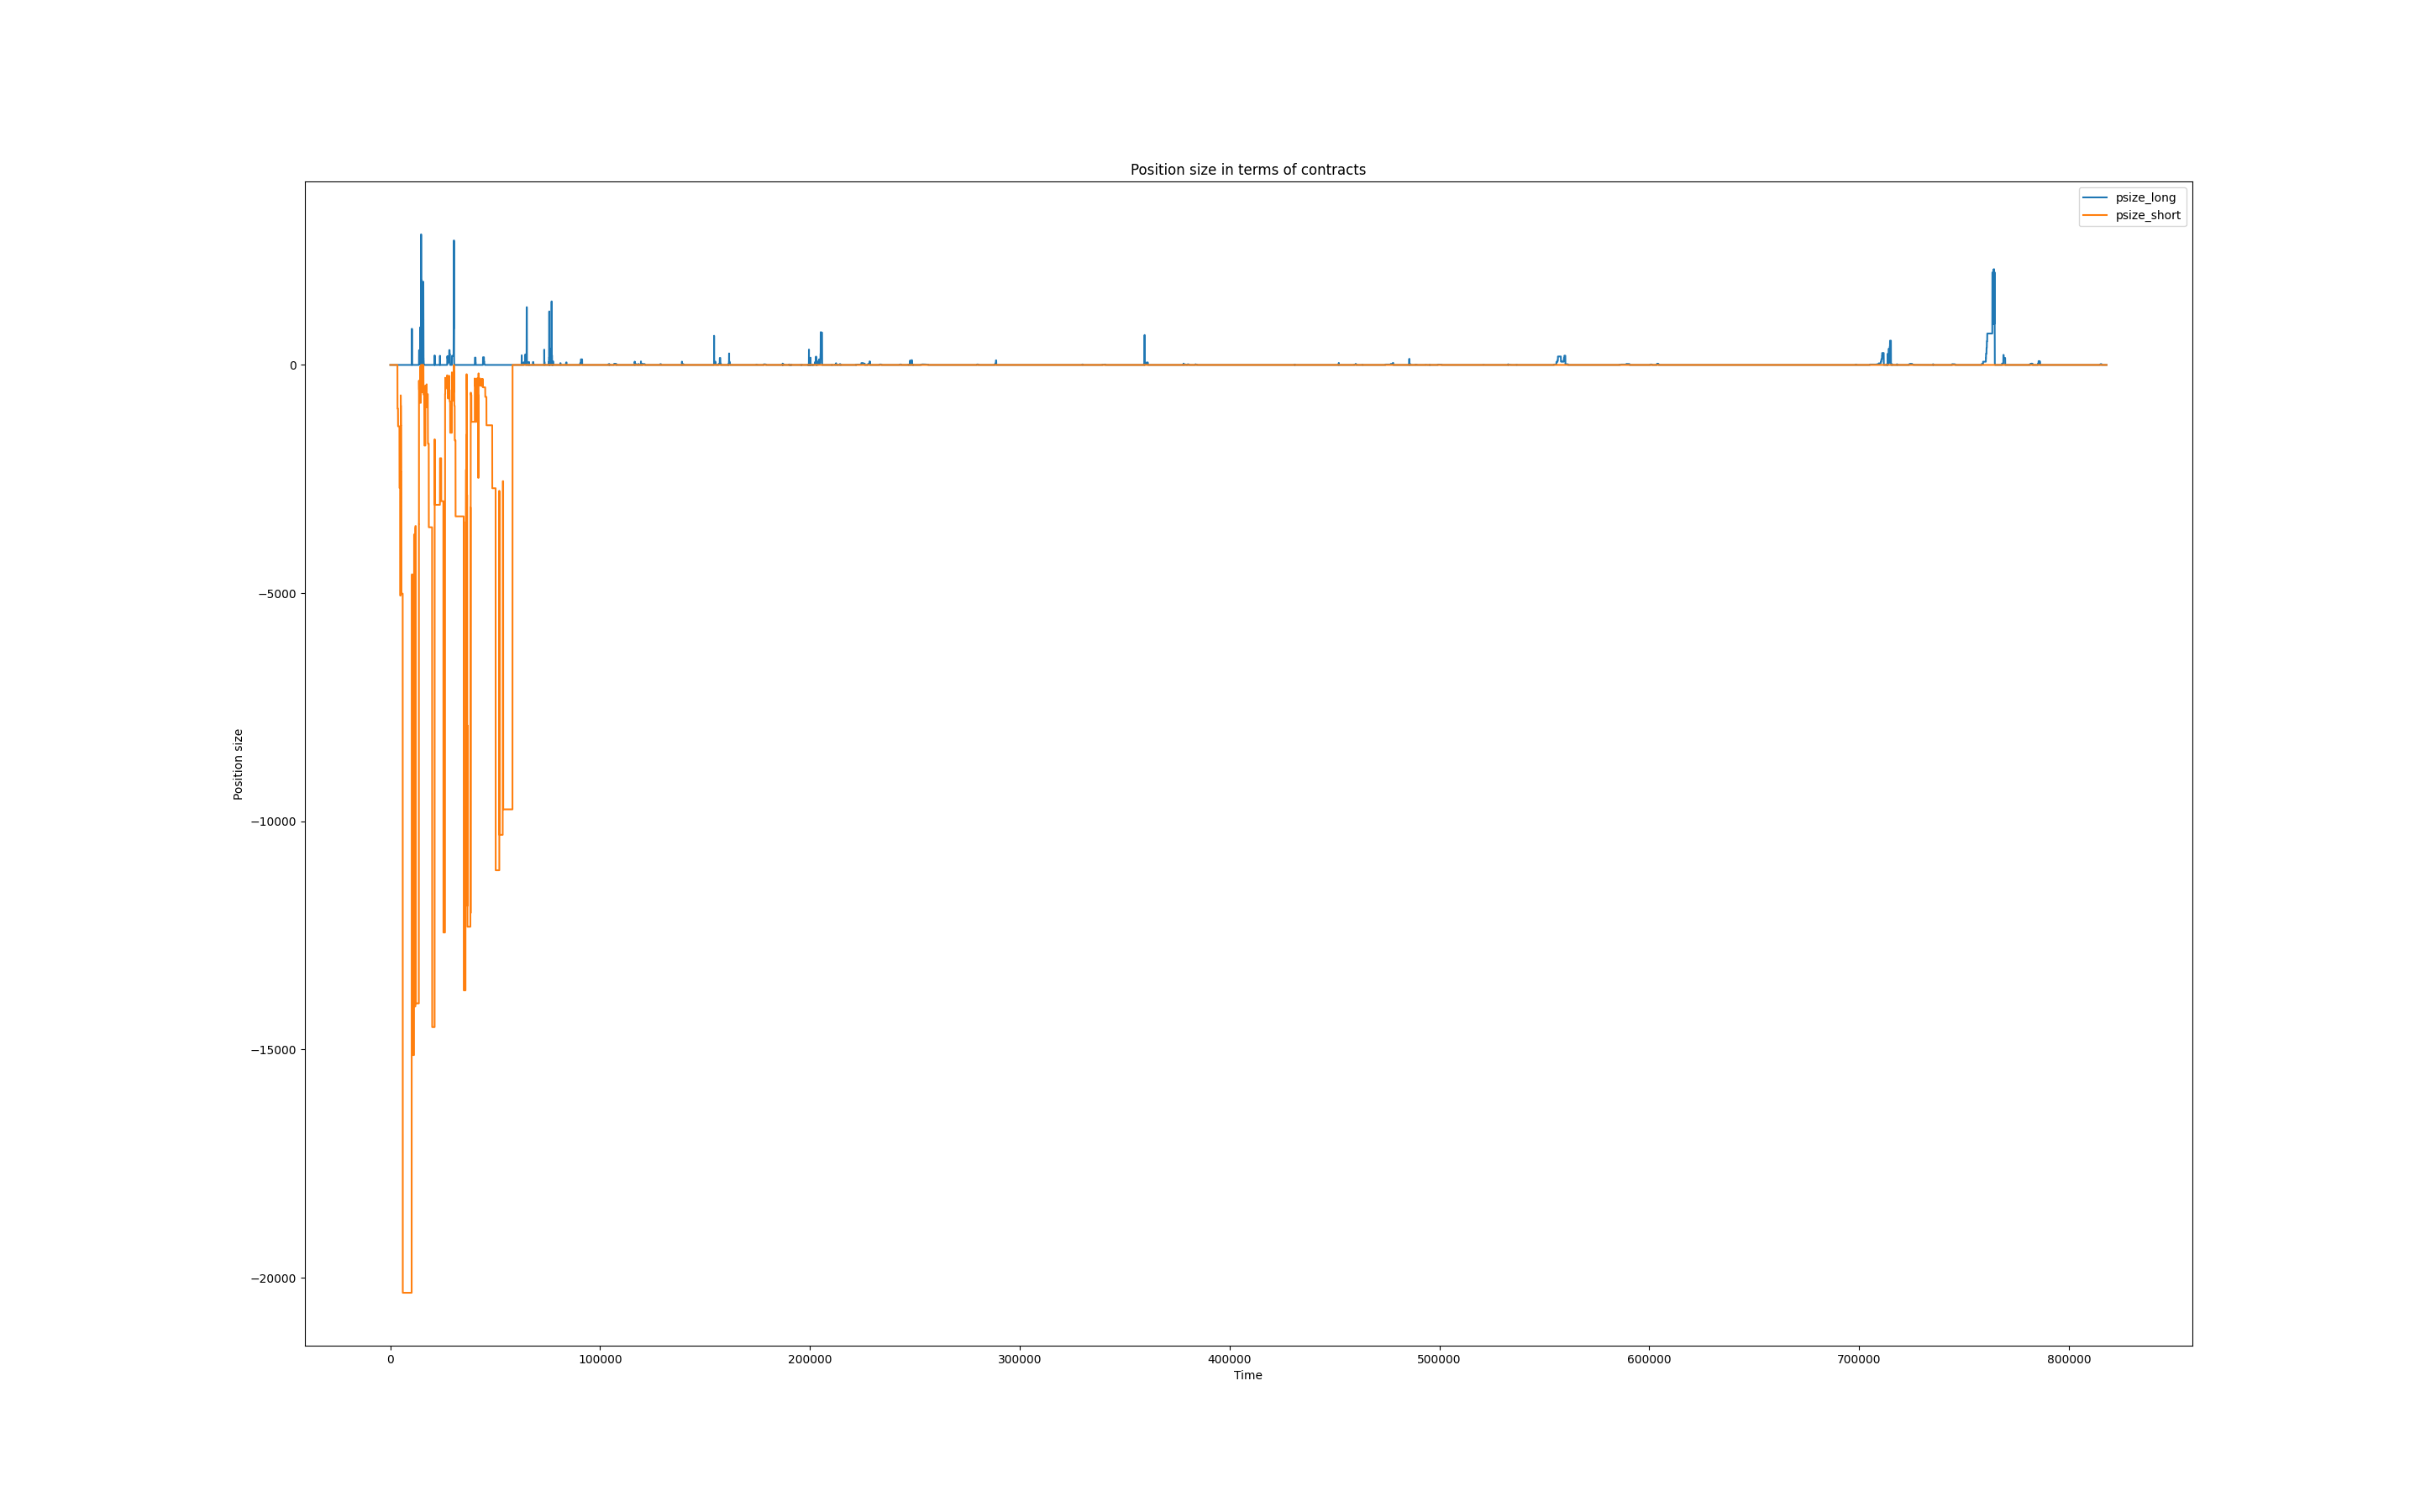 Position size in terms of contracts
psize_long
psize_short
0
−5000
−10000
−15000
−20000
Position size
0 100000 200000 300000 400000 500000 600000 700000 800000
Time